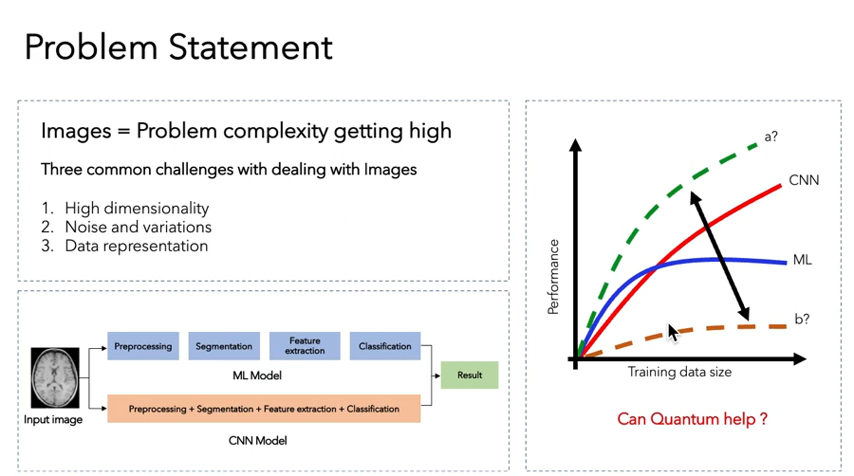 Problem Statement
Images = Problem complexity getting high
Three common challenges with dealing with Images
1. High dimensionality
2. Noise and variations
3. Data representation
Input image
Preprocessing
Segmentation
Feature
extraction
Classification
ML Model
Preprocessing + Segmentation + Feature extraction + Classification
CNN Model
Result
Performance
a?
CNN
ML
b?
Training data size
Can Quantum help ?